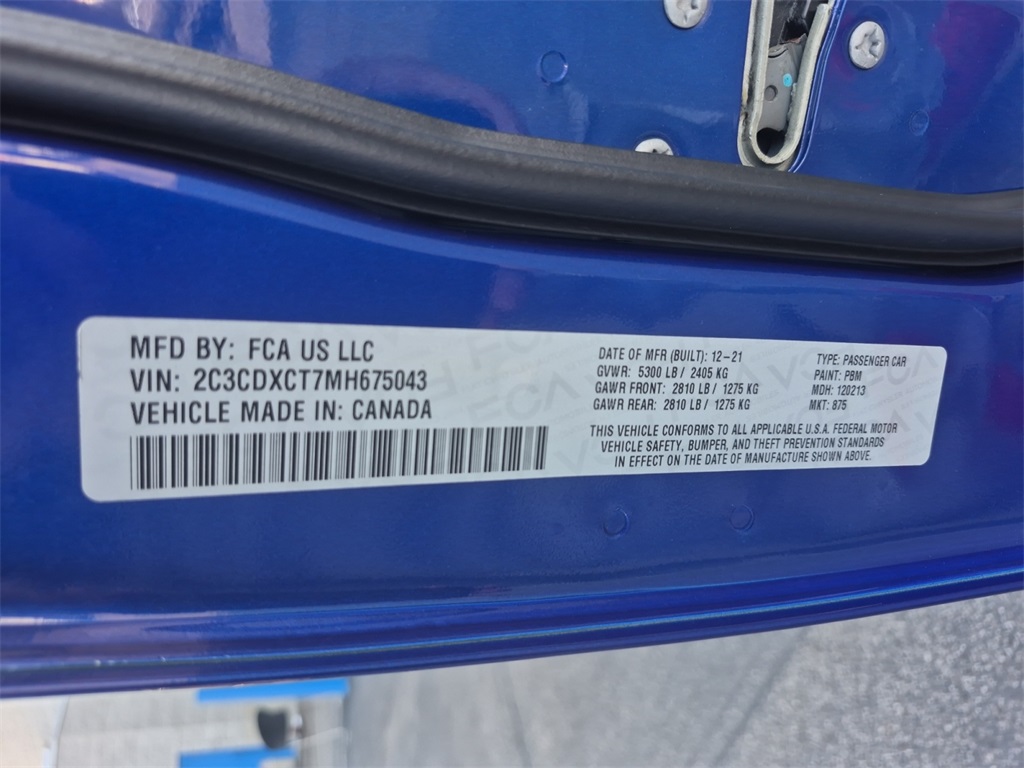 MFD BY: FCA US LLC
VIN: 2C3CDXCT7MH675043
VEHICLE MADE IN: CANADA
DATE OF MFR (BUILT): 12-21
GVWR: 5300 LB / 2405 KG
GAWR FRONT: 2810 LB / 1275 KG
GAWR REAR: 2810 LB / 1275 KG
TYPE: PASSENGER CAR
PAINT: PBM
MDH: 120213
MKT: 875
THIS VEHICLE CONFORMS TO ALL APPLICABLE U.S.A. FEDERAL MOTOR
VEHICLE SAFETY, BUMPER, AND THEFT PREVENTION STANDARDS
IN EFFECT ON THE DATE OF MANUFACTURE SHOWN ABOVE.